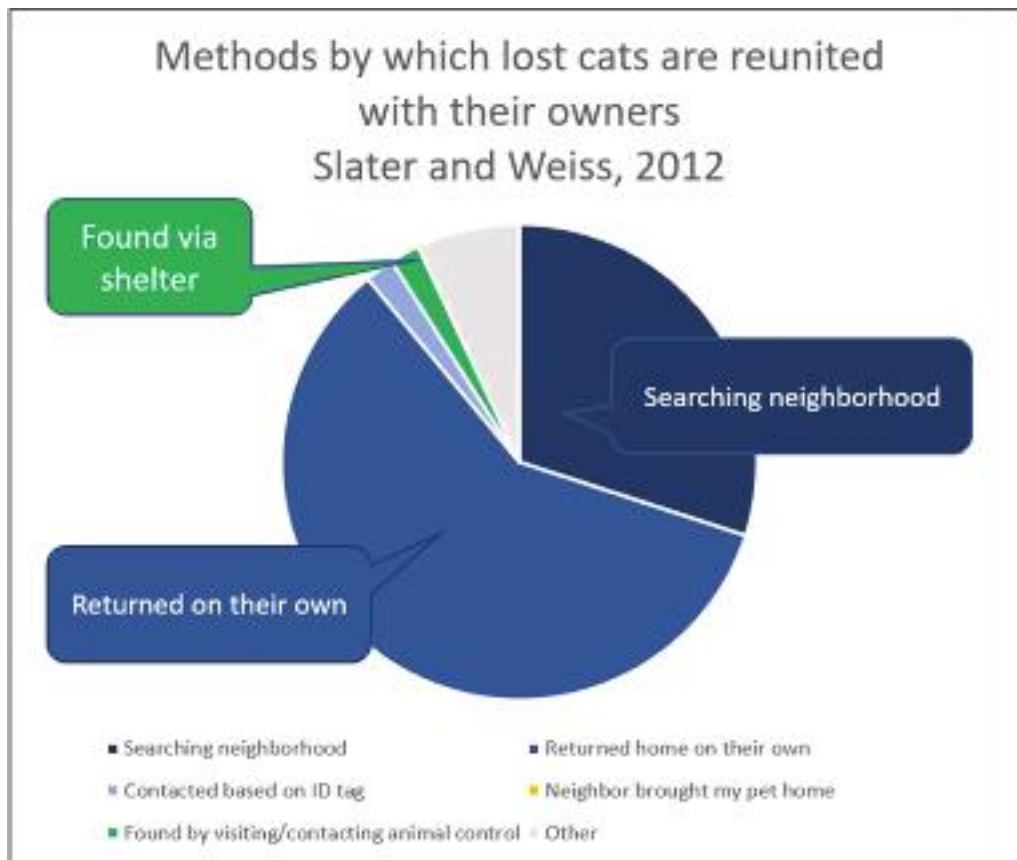 Methods by which lost cats are reunited
with their owners
Slater and Weiss, 2012
Found via
shelter
Searching neighborhood
Returned on their own
Searching neighborhood
Returned home on their own
Contacted based on ID tag
Neighbor brought my pet home
Found by visiting/contacting animal control
Other